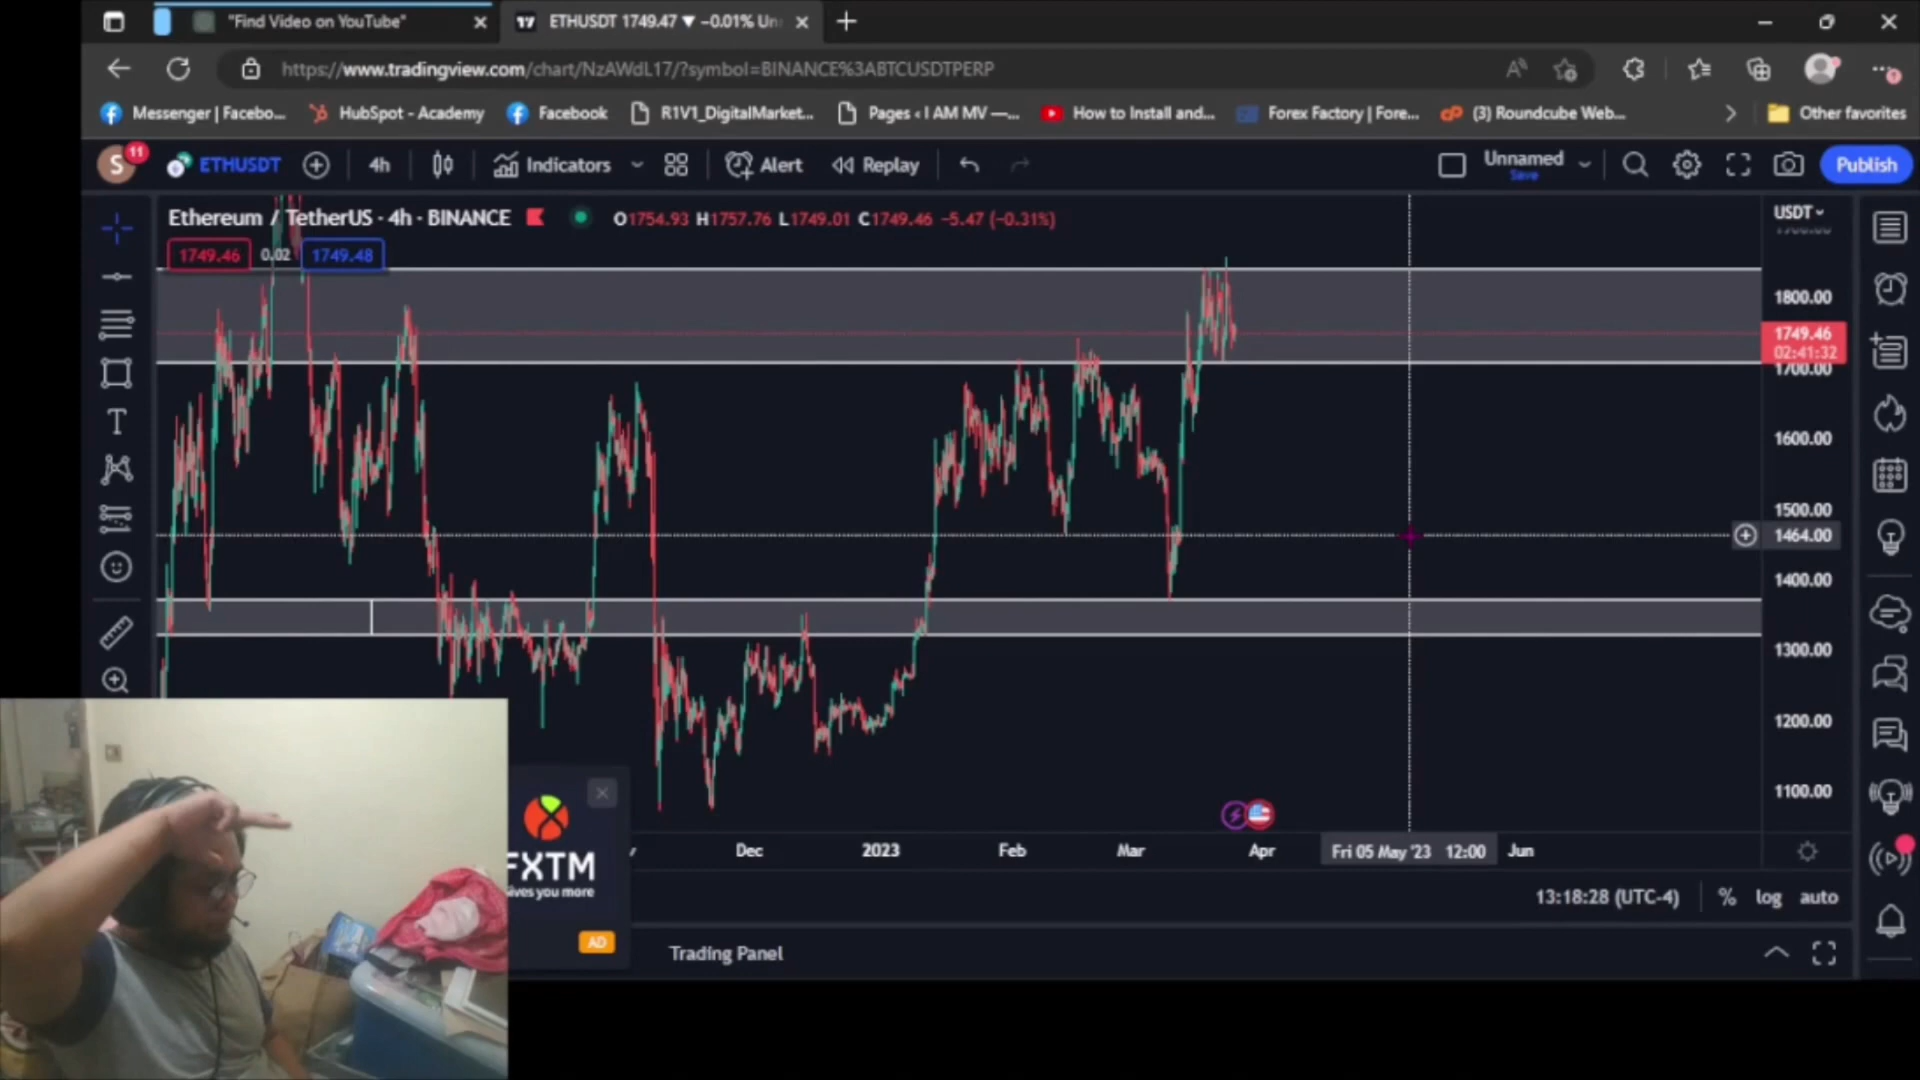 "Find Video on YouTube"
ETHUSDT 1749.47 ▼ −0.01% Un
https://www.tradingview.com/chart/NzAWdL17/?symbol=BINANCE%3ABTCUSDTPERP
Messenger | Facebo...
HubSpot - Academy
Facebook
R1V1_DigitalMarket...
Pages ‹ I AM MV —...
How to Install and...
Forex Factory | Fore...
(3) Roundcube Web...
Other favorites
S
11
ETHUSDT
4h
Indicators
Alert
Replay
Unnamed
Save
Publish
Ethereum / TetherUS · 4h · BINANCE
O1754.93 H1757.76 L1749.01 C1749.46 −5.47 (−0.31%)
USDT
1749.46
0.02
1749.48
1800.00
1749.46
02:41:32
1700.00
1600.00
1500.00
1464.00
1400.00
1300.00
1200.00
1100.00
Dec
2023
Feb
Mar
Apr
Fri 05 May '23 12:00
Jun
FXTM
gives you more
AD
13:18:28 (UTC-4)
%
log
auto
Trading Panel